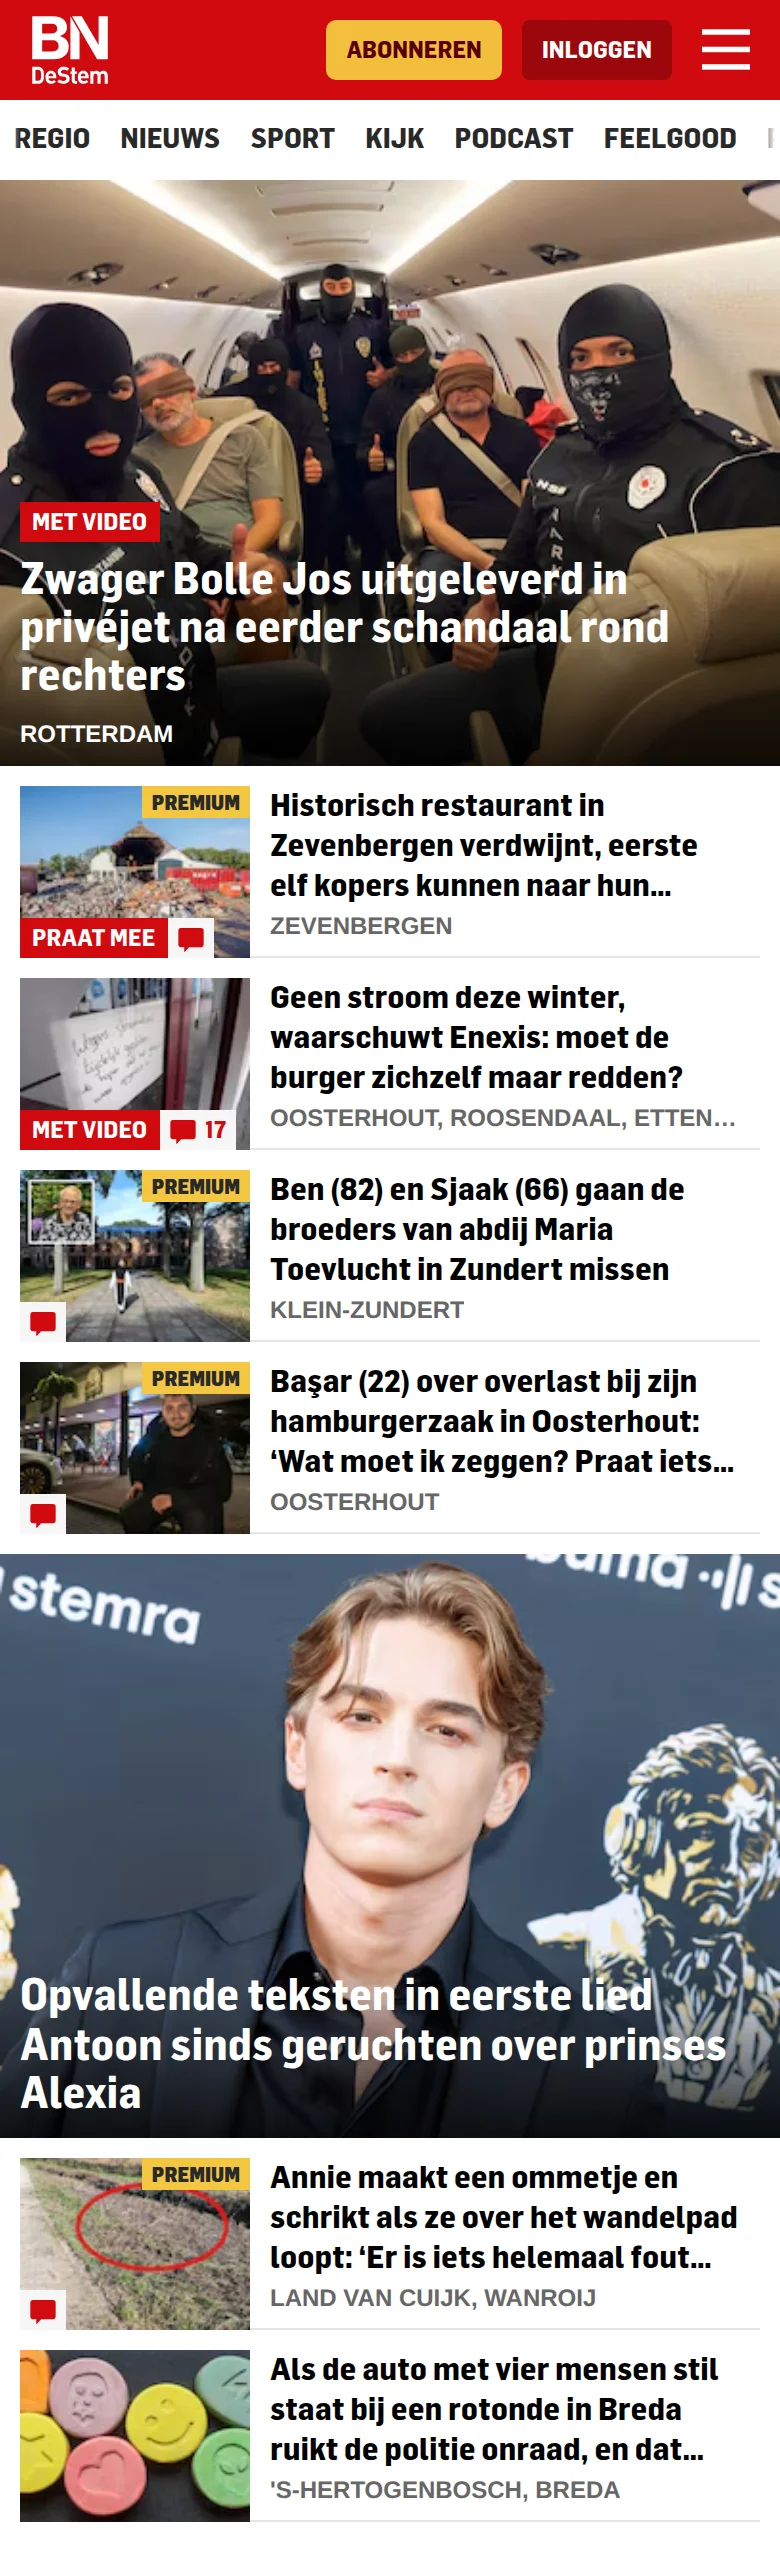 BN
DeStem
ABONNEREN
INLOGGEN
REGIO NIEUWS SPORT KIJK PODCAST FEELGOOD
MET VIDEO
Zwager Bolle Jos uitgeleverd in
privéjet na eerder schandaal rond
rechters
ROTTERDAM
PREMIUM
PRAAT MEE
Historisch restaurant in
Zevenbergen verdwijnt, eerste
elf kopers kunnen naar hun...
ZEVENBERGEN
MET VIDEO 17
Geen stroom deze winter,
waarschuwt Enexis: moet de
burger zichzelf maar redden?
OOSTERHOUT, ROOSENDAAL, ETTEN...
PREMIUM
Ben (82) en Sjaak (66) gaan de
broeders van abdij Maria
Toevlucht in Zundert missen
KLEIN-ZUNDERT
PREMIUM
Başar (22) over overlast bij zijn
hamburgerzaak in Oosterhout:
‘Wat moet ik zeggen? Praat iets...
OOSTERHOUT
stemra
Opvallende teksten in eerste lied
Antoon sinds geruchten over prinses
Alexia
PREMIUM
Annie maakt een ommetje en
schrikt als ze over het wandelpad
loopt: ‘Er is iets helemaal fout...
LAND VAN CUIJK, WANROIJ
Als de auto met vier mensen stil
staat bij een rotonde in Breda
ruikt de politie onraad, en dat...
'S-HERTOGENBOSCH, BREDA